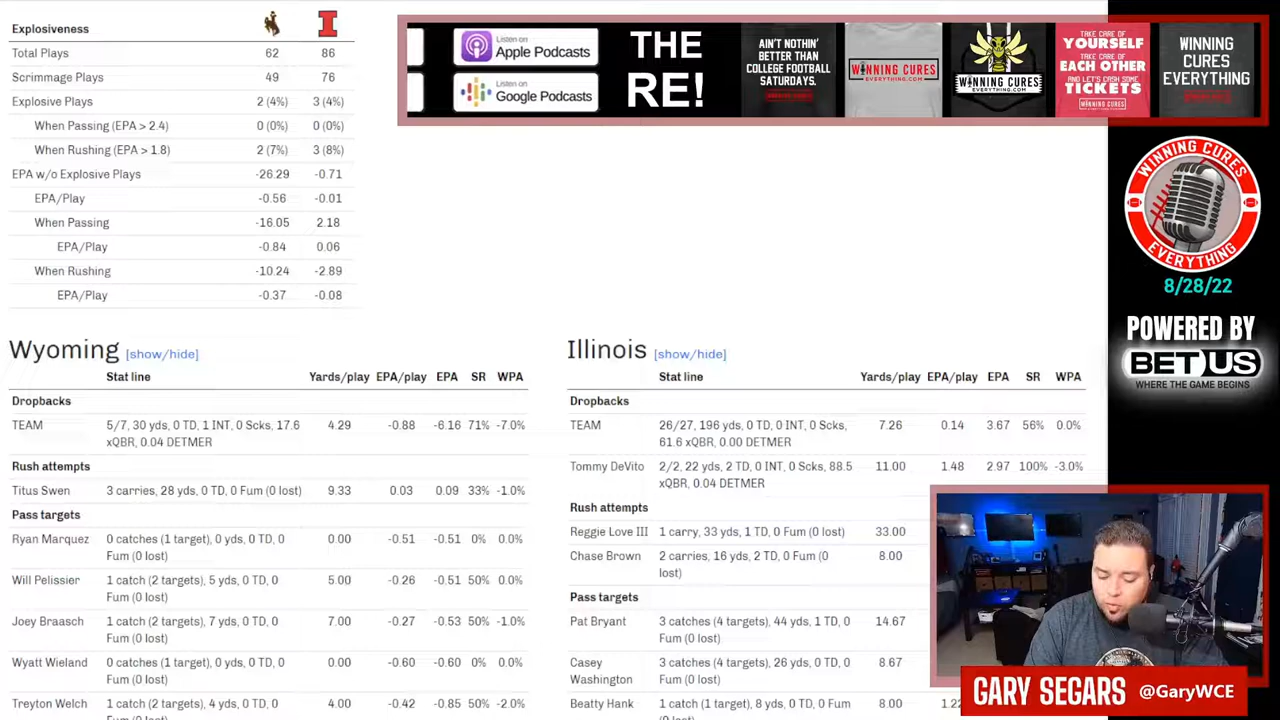 Explosiveness
Total Plays 62 86
Scrimmage Plays 49 76
Explosive Plays 2 (4%) 3 (4%)
When Passing (EPA > 2.4) 0 (0%) 0 (0%)
When Rushing (EPA > 1.8) 2 (7%) 3 (8%)
EPA w/o Explosive Plays -26.29 -0.71
EPA/Play -0.56 -0.01
When Passing -16.05 2.18
EPA/Play -0.84 0.06
When Rushing -10.24 -2.89
EPA/Play -0.37 -0.08
Listen on
Apple Podcasts
Listen on
Google Podcasts
THE
RE!
AIN'T NOTHIN'
BETTER THAN
COLLEGE FOOTBALL
SATURDAYS.
WINNING CURES
EVERYTHING.COM
WINNING CURES
EVERYTHING.COM
TAKE CARE OF
YOURSELF
TAKE CARE OF
EACH OTHER
AND LET'S CASH SOME
TICKETS
WINNING CURES
WINNING
CURES
EVERYTHING
WINNING CURES
EVERYTHING
8/28/22
POWERED BY
BETUS
WHERE THE GAME BEGINS
Wyoming [show/hide]
Stat line Yards/play EPA/play EPA SR WPA
Dropbacks
TEAM 5/7, 30 yds, 0 TD, 1 INT, 0 Scks, 17.6 4.29 -0.88 -6.16 71% -7.0%
xQBR, 0.04 DETMER
Rush attempts
Titus Swen 3 carries, 28 yds, 0 TD, 0 Fum (0 lost) 9.33 0.03 0.09 33% -1.0%
Pass targets
Ryan Marquez 0 catches (1 target), 0 yds, 0 TD, 0 0.00 -0.51 -0.51 0% 0.0%
Fum (0 lost)
Will Pelissier 1 catch (2 targets), 5 yds, 0 TD, 0 5.00 -0.26 -0.51 50% 0.0%
Fum (0 lost)
Joey Braasch 1 catch (2 targets), 7 yds, 0 TD, 0 7.00 -0.27 -0.53 50% -1.0%
Fum (0 lost)
Wyatt Wieland 0 catches (1 target), 0 yds, 0 TD, 0 0.00 -0.60 -0.60 0% 0.0%
Fum (0 lost)
Treyton Welch 2 catches (2 targets), 4 yds, 0 TD, 0 4.00 -0.42 -0.85 50% -2.0%
Illinois [show/hide]
Stat line Yards/play EPA/play EPA SR WPA
Dropbacks
TEAM 26/27, 196 yds, 0 TD, 0 INT, 0 Scks, 7.26 0.14 3.67 56% 0.0%
61.6 xQBR, 0.00 DETMER
Tommy DeVito 2/2, 22 yds, 2 TD, 0 INT, 0 Scks, 88.5 11.00 1.48 2.97 100% -3.0%
xQBR, 0.04 DETMER
Rush attempts
Reggie Love III 1 carry, 33 yds, 1 TD, 0 Fum (0 lost) 33.00
Chase Brown 2 carries, 16 yds, 2 TD, 0 Fum (0 8.00
lost)
Pass targets
Pat Bryant 3 catches (4 targets), 44 yds, 1 TD, 0 14.67
Fum (0 lost)
Casey 3 catches (4 targets), 26 yds, 0 TD, 0 8.67
Washington Fum (0 lost)
Beatty Hank 1 catch (1 target), 8 yds, 0 TD, 0 8.00
GARY SEGARS @GaryWCE